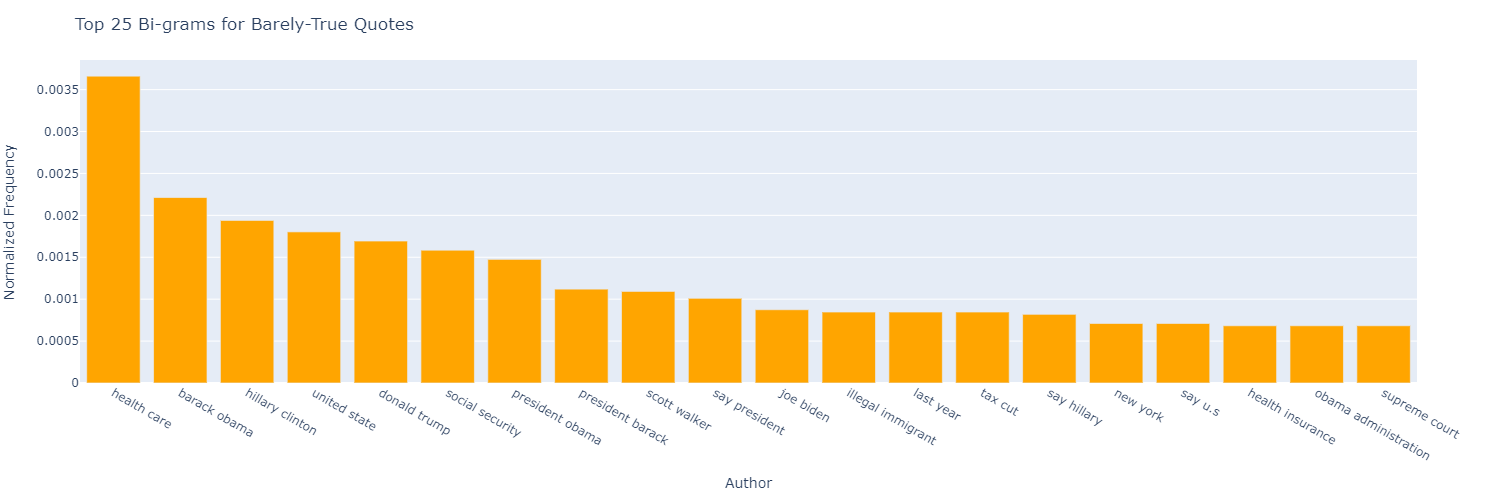 Top 25 Bi-grams for Barely-True Quotes
Normalized Frequency
0.0035
0.003
0.0025
0.002
0.0015
0.001
0.0005
0
health care
barack obama
hillary clinton
united state
donald trump
social security
president obama
president barack
scott walker
say president
joe biden
illegal immigrant
last year
tax cut
say hillary
new york
say u.s
health insurance
obama administration
supreme court
Author